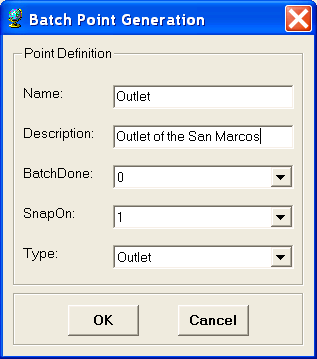 Batch Point Generation
Point Definition
Name: Outlet
Description: Outlet of the San Marcos
BatchDone: 0
SnapOn: 1
Type: Outlet
OK Cancel